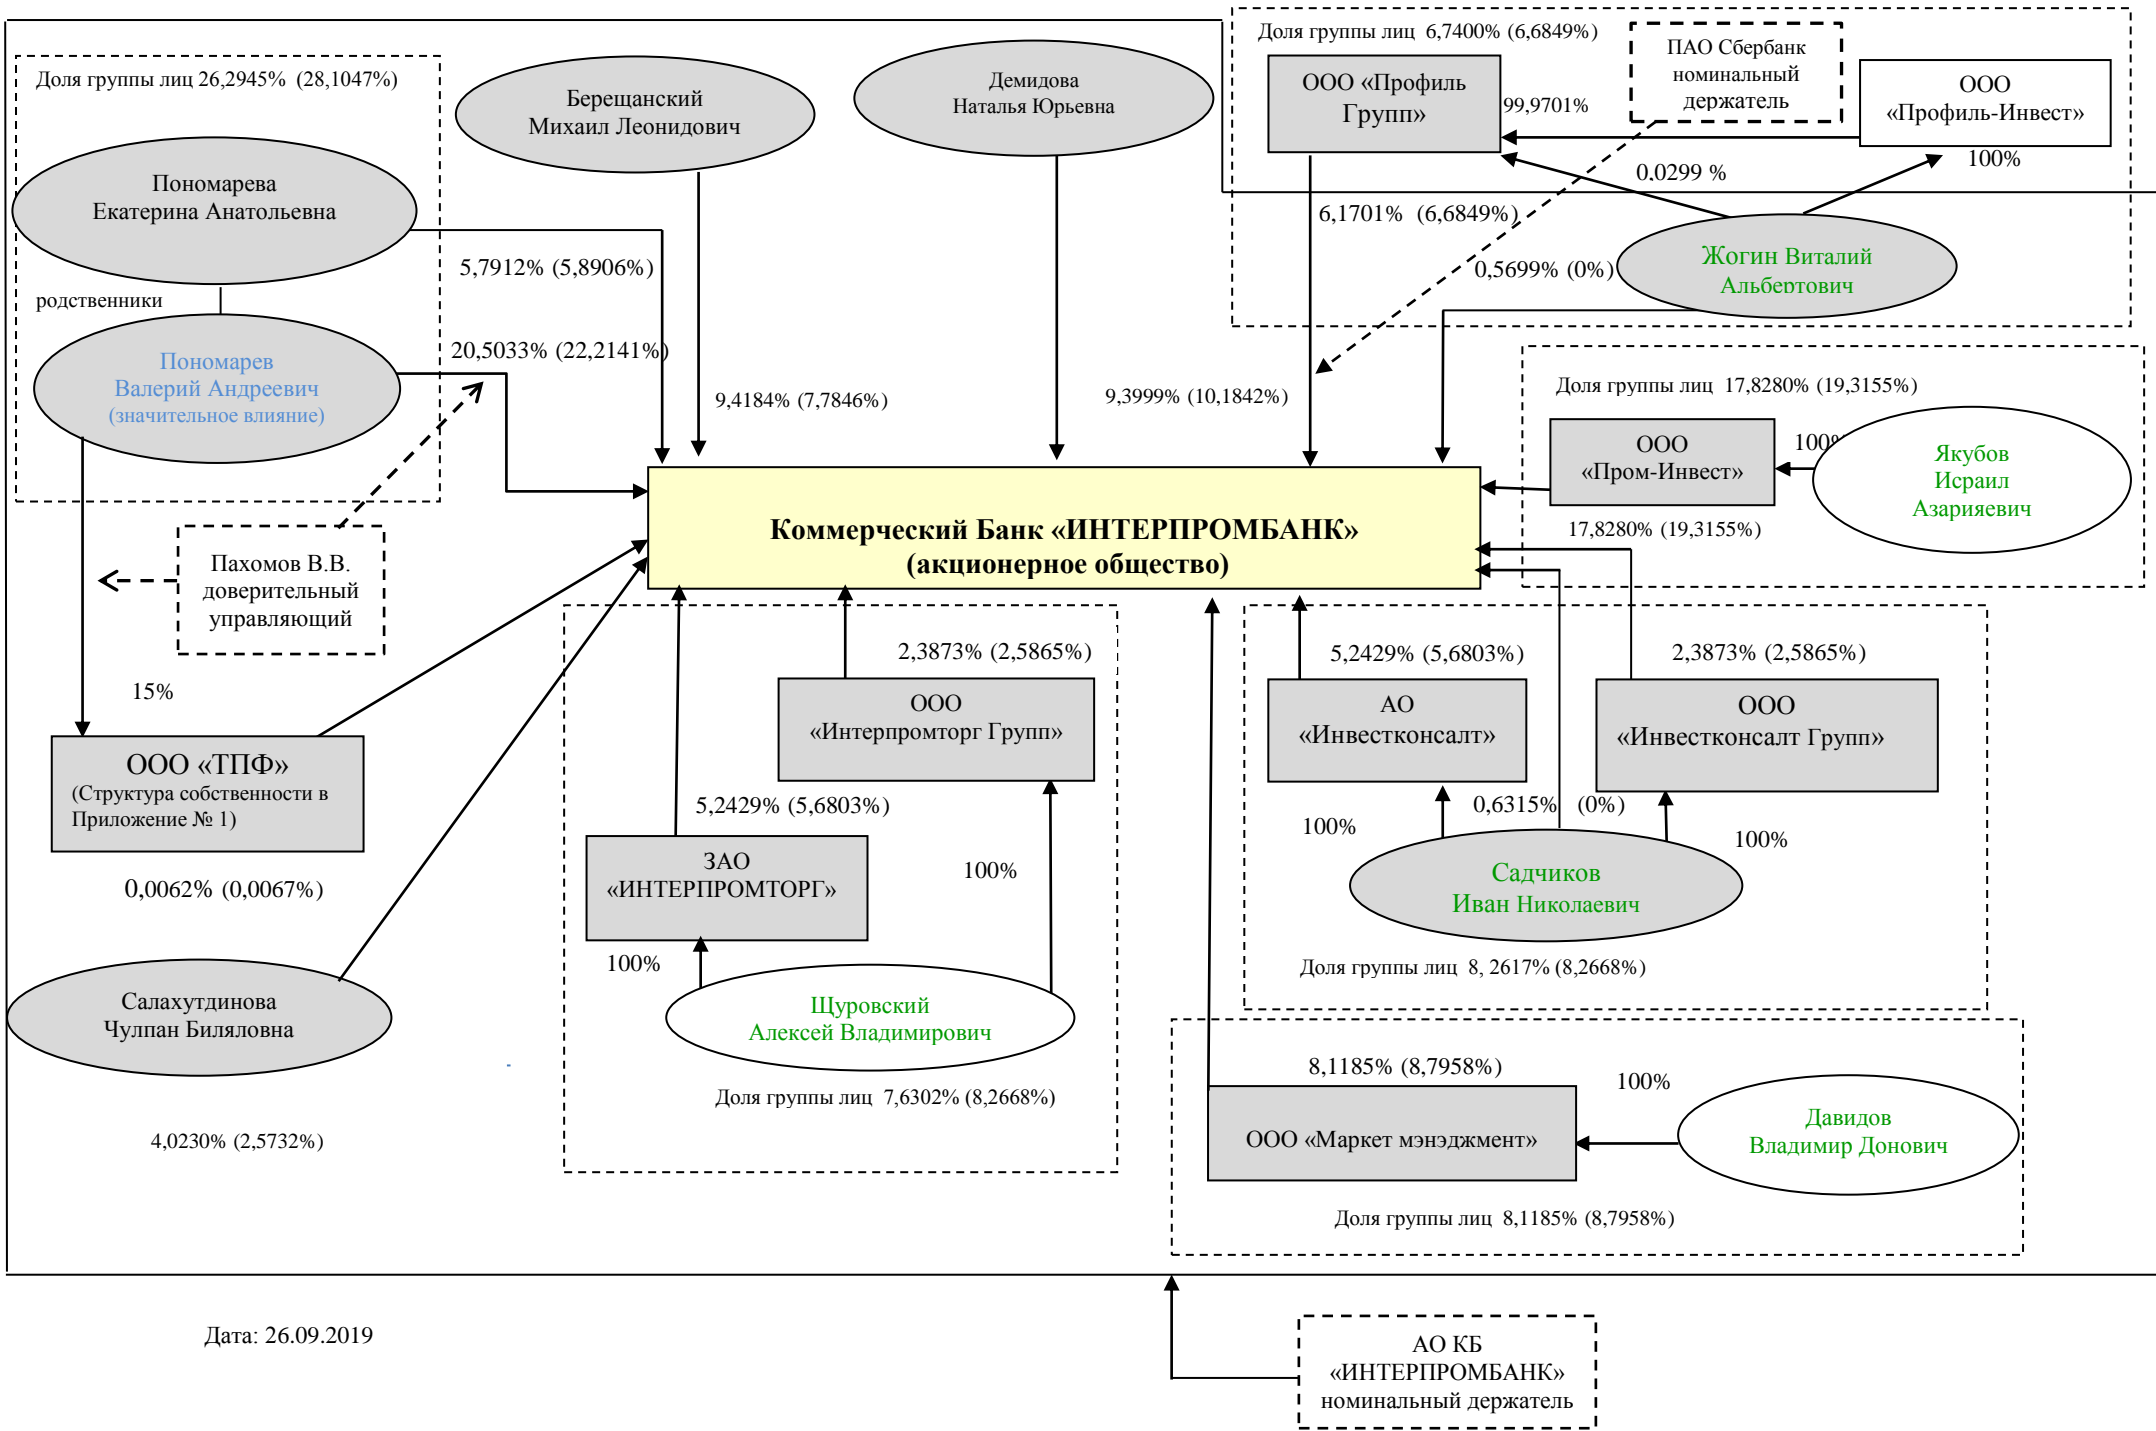 Доля группы лиц 26,2945% (28,1047%)
Пономарева
Екатерина Анатольевна
родственники
Пономарев
Валерий Андреевич
(значительное влияние)
5,7912% (5,8906%)
20,5033% (22,2141%)
Берещанский
Михаил Леонидович
9,4184% (7,7846%)
Демидова
Наталья Юрьевна
9,3999% (10,1842%)
Доля группы лиц 6,7400% (6,6849%)
ООО «Профиль
Групп»
99,9701%
ПАО Сбербанк
номинальный
держатель
ООО
«Профиль-Инвест»
100%
0,0299 %
6,1701% (6,6849%)
0,5699% (0%)
Жогин Виталий
Альбертович
Доля группы лиц 17,8280% (19,3155%)
ООО
«Пром-Инвест»
100%
Якубов
Исраил
Азарияевич
17,8280% (19,3155%)
Коммерческий Банк «ИНТЕРПРОМБАНК»
(акционерное общество)
Пахомов В.В.
доверительный
управляющий
15%
ООО «ТПФ»
(Структура собственности в
Приложение № 1)
0,0062% (0,0067%)
Салахутдинова
Чулпан Биляловна
4,0230% (2,5732%)
2,3873% (2,5865%)
ООО
«Интерпромторг Групп»
5,2429% (5,6803%)
ЗАО
«ИНТЕРПРОМТОРГ»
100%
100%
Щуровский
Алексей Владимирович
Доля группы лиц 7,6302% (8,2668%)
5,2429% (5,6803%)
2,3873% (2,5865%)
АО
«Инвестконсалт»
ООО
«Инвестконсалт Групп»
0,6315% (0%)
100%
100%
Садчиков
Иван Николаевич
Доля группы лиц 8, 2617% (8,2668%)
8,1185% (8,7958%)
100%
ООО «Маркет мэнэджмент»
Давидов
Владимир Донович
Доля группы лиц 8,1185% (8,7958%)
Дата: 26.09.2019
АО КБ
«ИНТЕРПРОМБАНК»
номинальный держатель